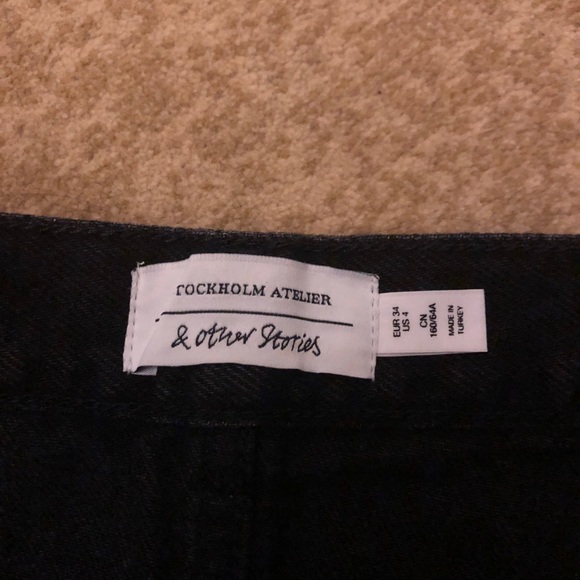 TOCKHOLM ATELIER
& other Stories
EUR 34
US 4
CN
160/64A
MADE IN
TURKEY